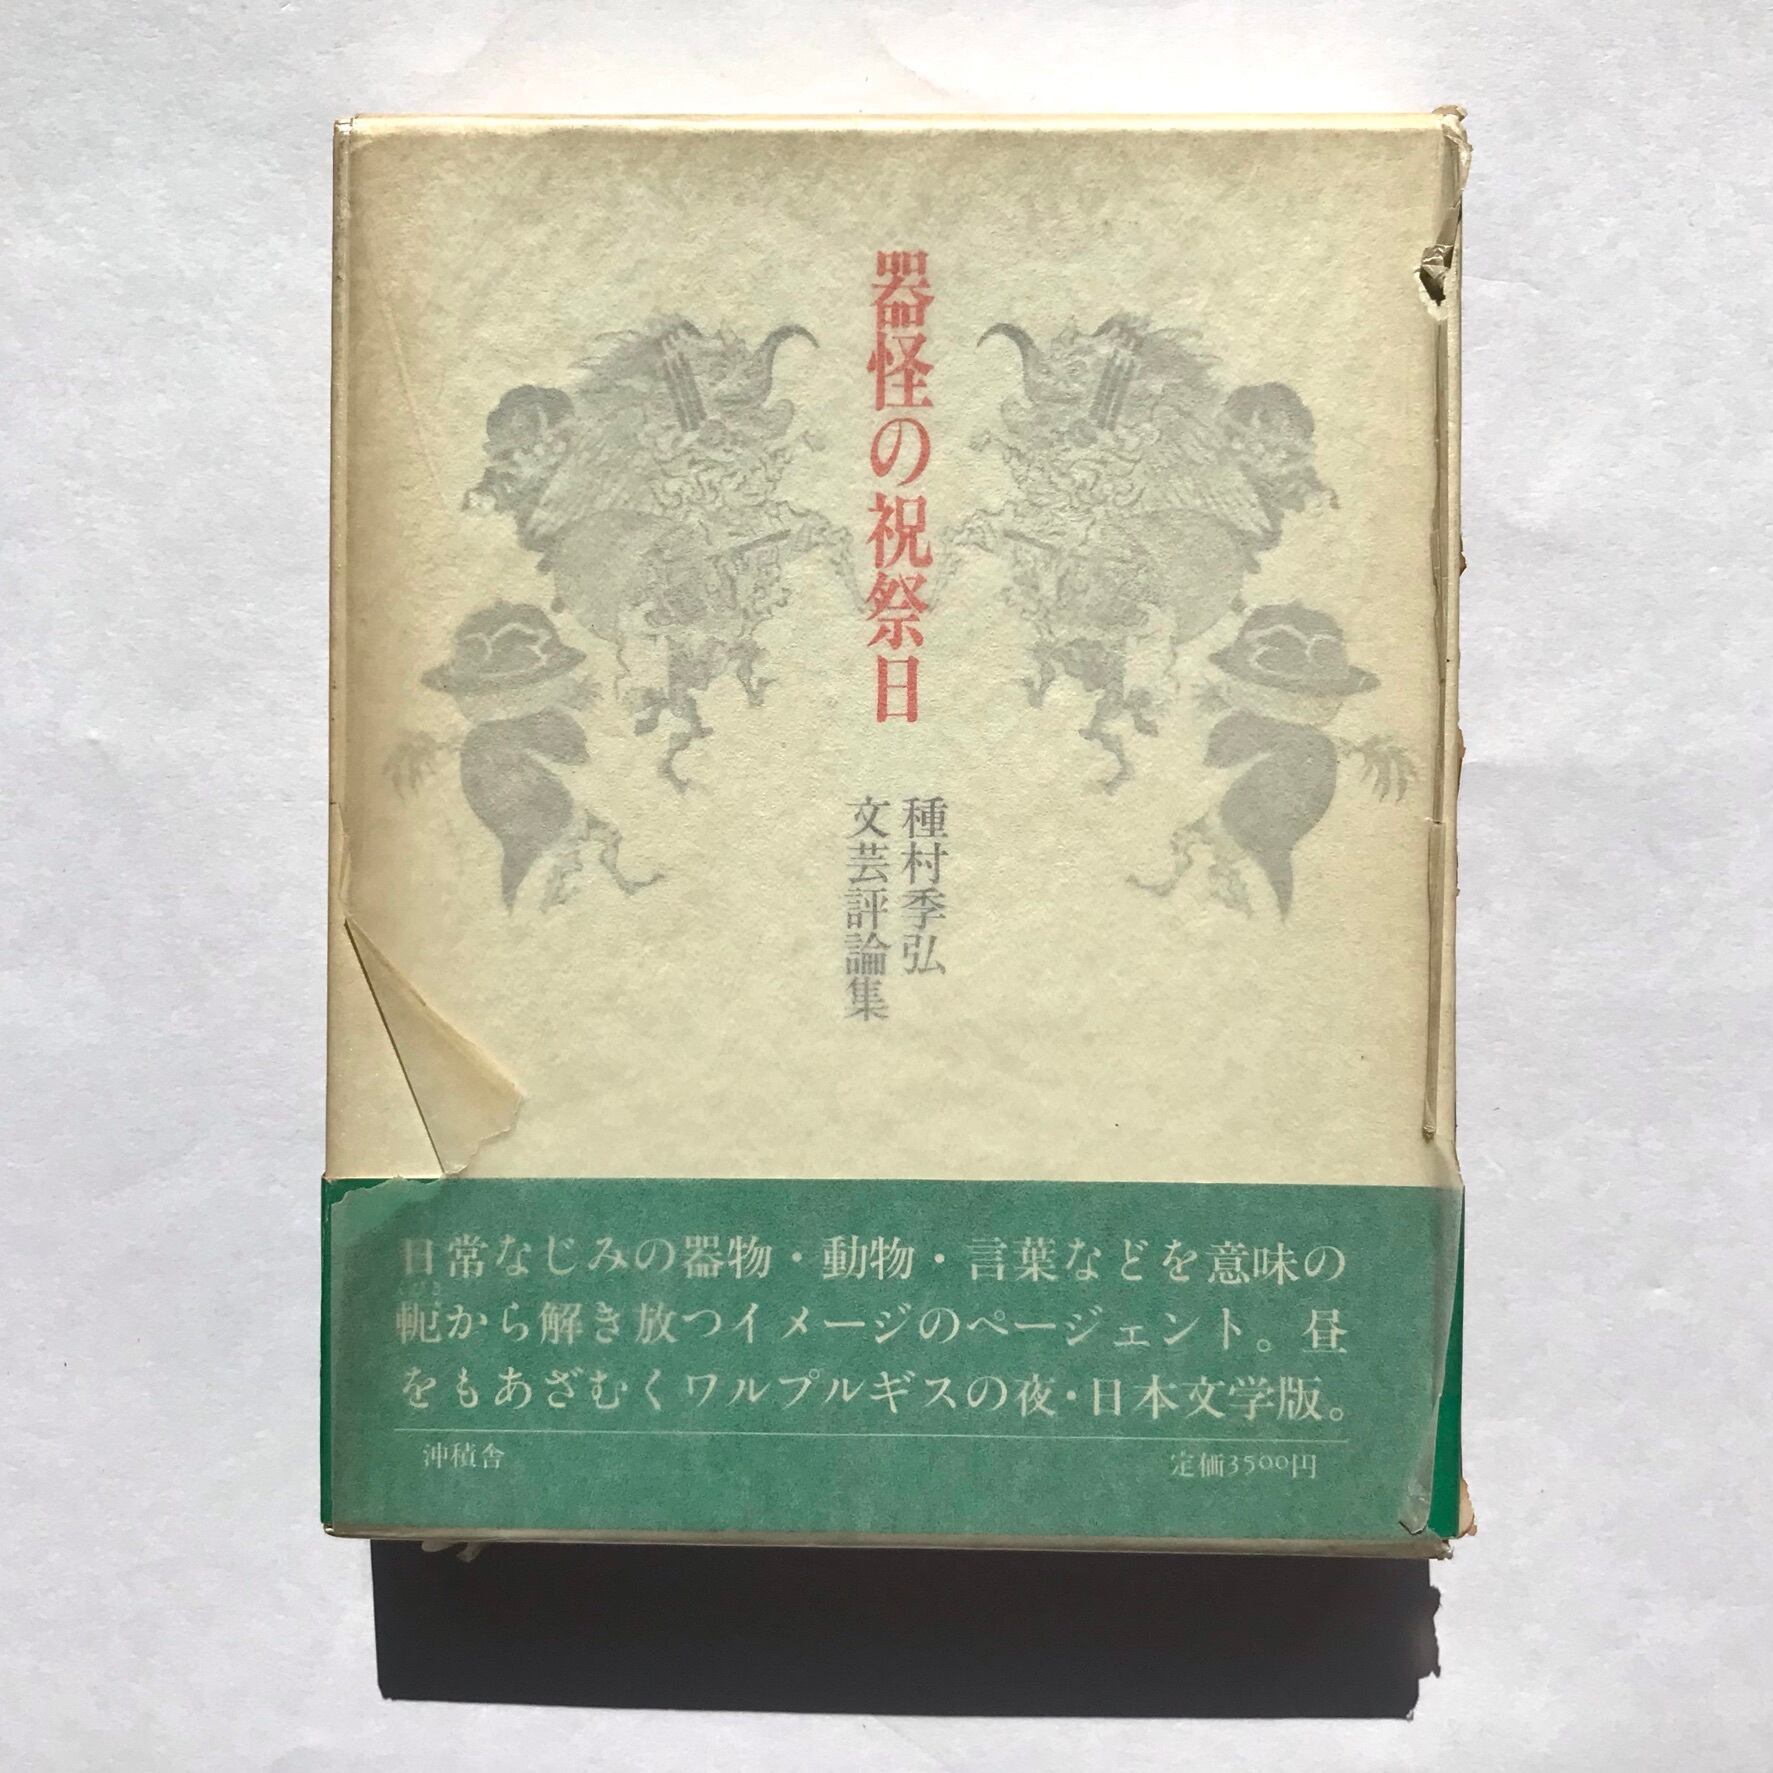 器怪の祝祭日
種村季弘
文芸評論集
日常なじみの器物・動物・言葉などを意味の
軛から解き放つイメージのページェント。昼
をもあざむくワルプルギスの夜・日本文学版。
沖積舎
定価3500円